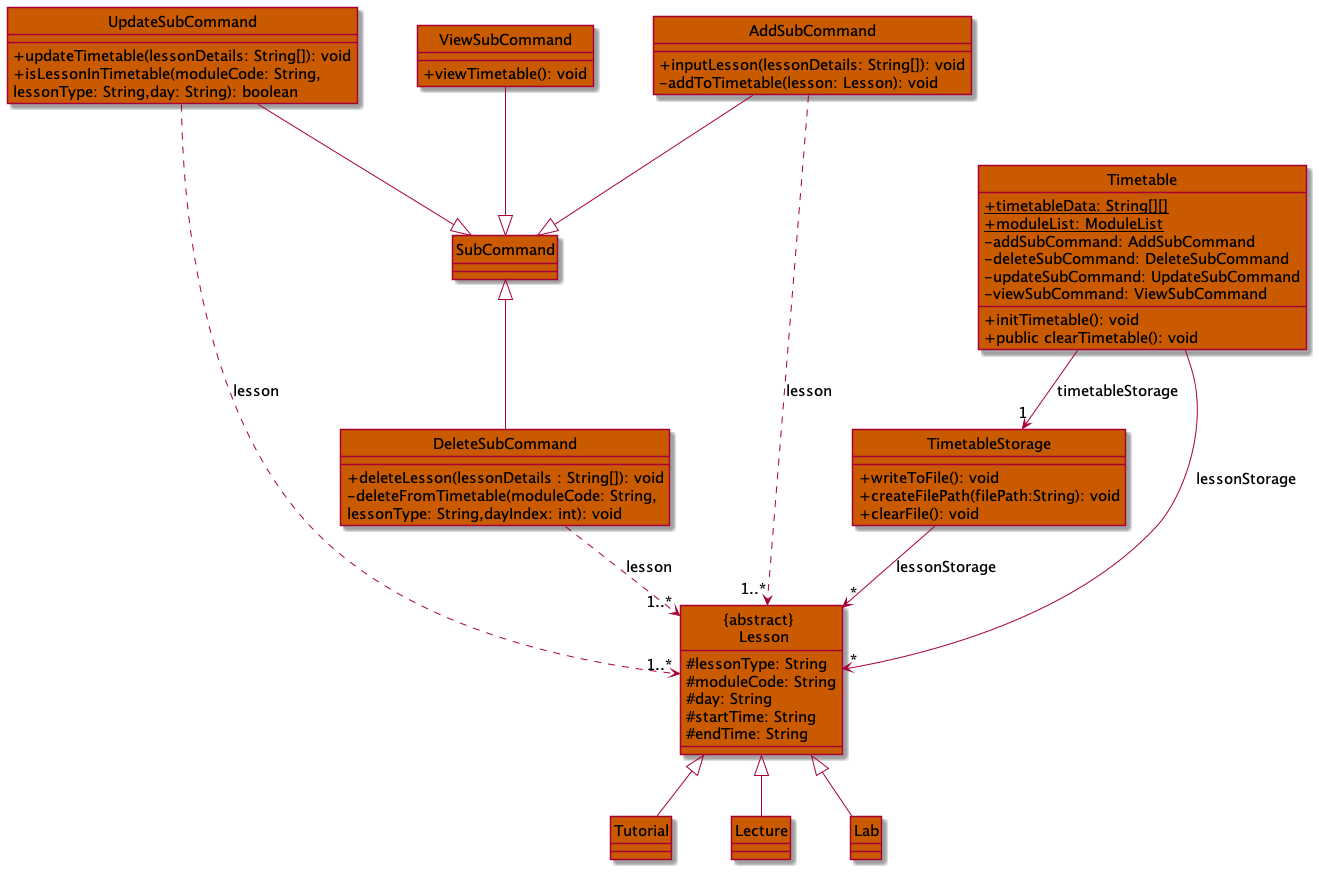 UpdateSubCommand
+updateTimetable(lessonDetails: String[]): void
+isLessonInTimetable(moduleCode: String,
lessonType: String,day: String): boolean
ViewSubCommand
+viewTimetable(): void
AddSubCommand
+inputLesson(lessonDetails: String[]): void
-addToTimetable(lesson: Lesson): void
Timetable
+timetableData: String[][]
+moduleList: ModuleList
-addSubCommand: AddSubCommand
-deleteSubCommand: DeleteSubCommand
-updateSubCommand: UpdateSubCommand
-viewSubCommand: ViewSubCommand
+initTimetable(): void
+public clearTimetable(): void
SubCommand
lesson
lesson
timetableStorage
1
DeleteSubCommand
+deleteLesson(lessonDetails : String[]): void
-deleteFromTimetable(moduleCode: String,
lessonType: String,dayIndex: int): void
TimetableStorage
+writeToFile(): void
+createFilePath(filePath:String): void
+clearFile(): void
lessonStorage
lesson
lessonStorage
1..*
1..*
*
1..*
*
{abstract}
Lesson
#lessonType: String
#moduleCode: String
#day: String
#startTime: String
#endTime: String
Tutorial
Lecture
Lab